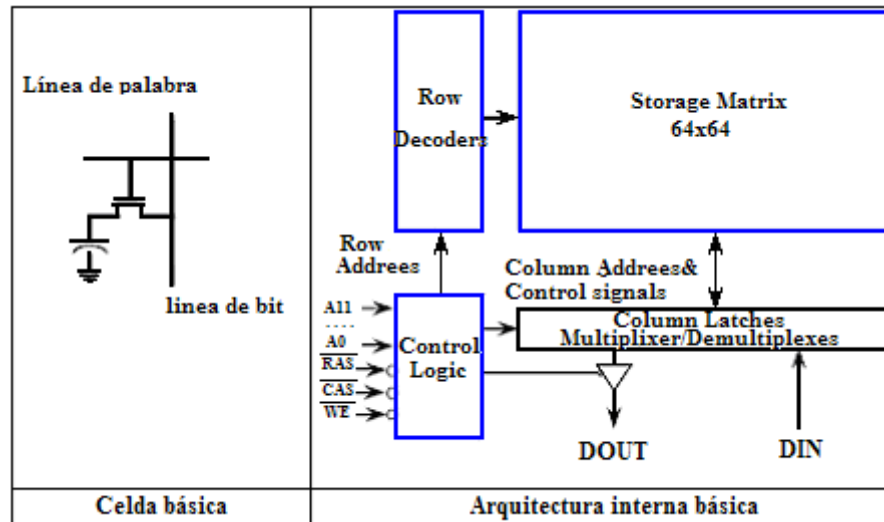 Línea de palabra
linea de bit
Celda básica
Row
Decoders
Storage Matrix
64x64
Row
Addrees
Column Addrees&
Control signals
A11
....
A0
RAS
CAS
WE
Control
Logic
Column Latches
Multiplixer/Demultiplexes
DOUT
DIN
Arquitectura interna básica